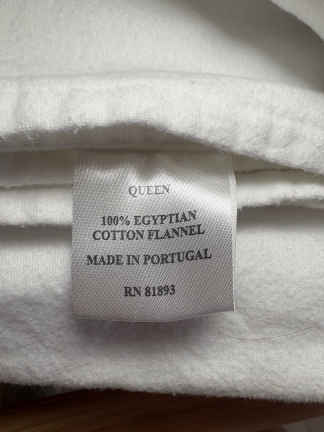 QUEEN
100% EGYPTIAN
COTTON FLANNEL
MADE IN PORTUGAL
RN 81893